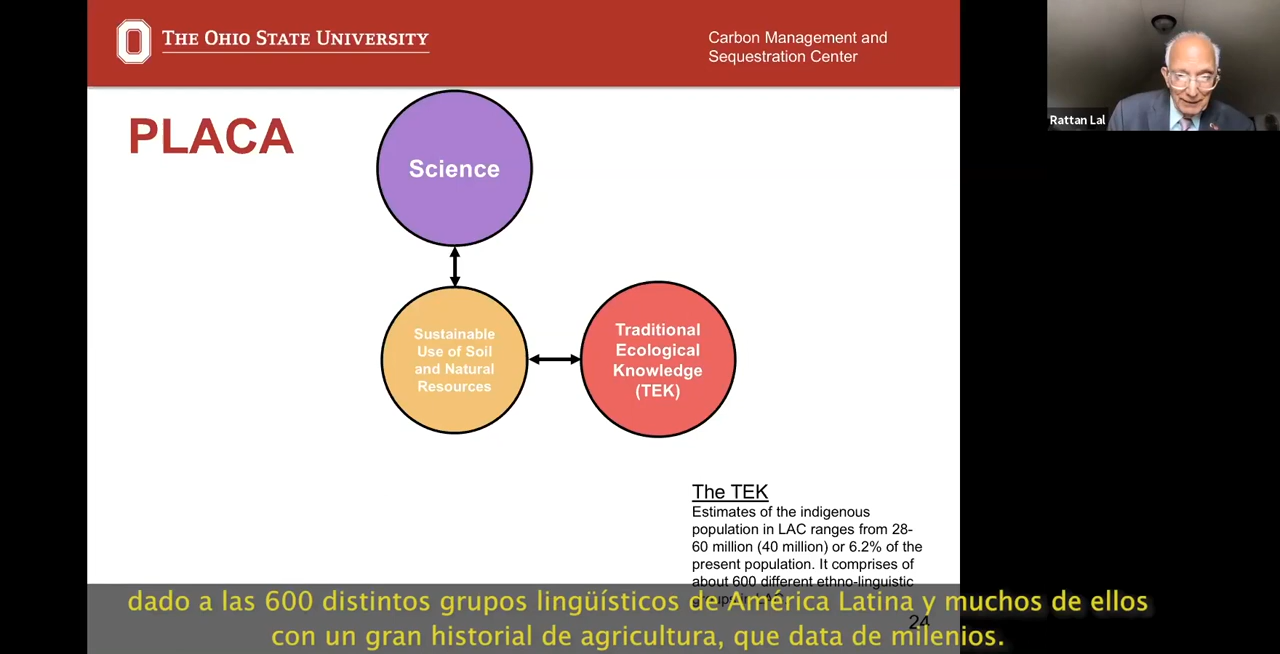 THE OHIO STATE UNIVERSITY
Carbon Management and
Sequestration Center
Rattan Lal
PLACA
Science
Sustainable
Use of Soil
and Natural
Resources
Traditional
Ecological
Knowledge
(TEK)
The TEK
Estimates of the indigenous
population in LAC ranges from 28-
60 million (40 million) or 6.2% of the
present population. It comprises of
about 600 different ethno-linguistic
24
dado a las 600 distintos grupos lingüísticos de América Latina y muchos de ellos
con un gran historial de agricultura, que data de milenios.